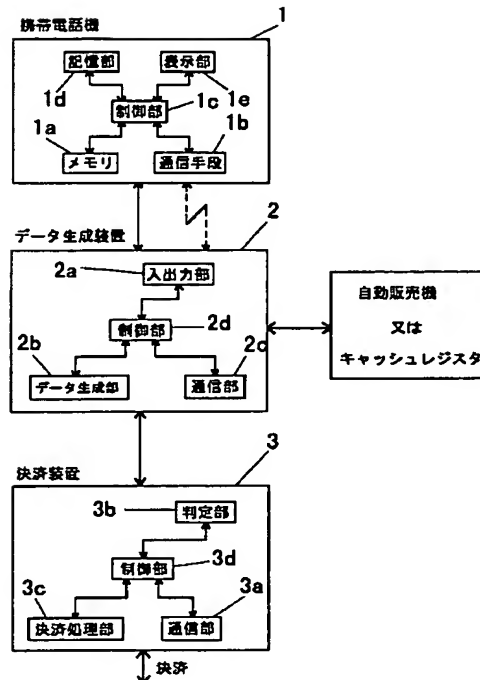 携帯電話機
1
記憶部
表示部
1d
1e
制御部
1c
1a
1b
メモリ
通信手段
データ生成装置
2
2a
入出力部
制御部
2d
2b
2c
データ生成部
通信部
自動販売機
又は
キャッシュレジスタ
決済装置
3
3b
判定部
制御部
3d
3c
3a
決済処理部
通信部
決済